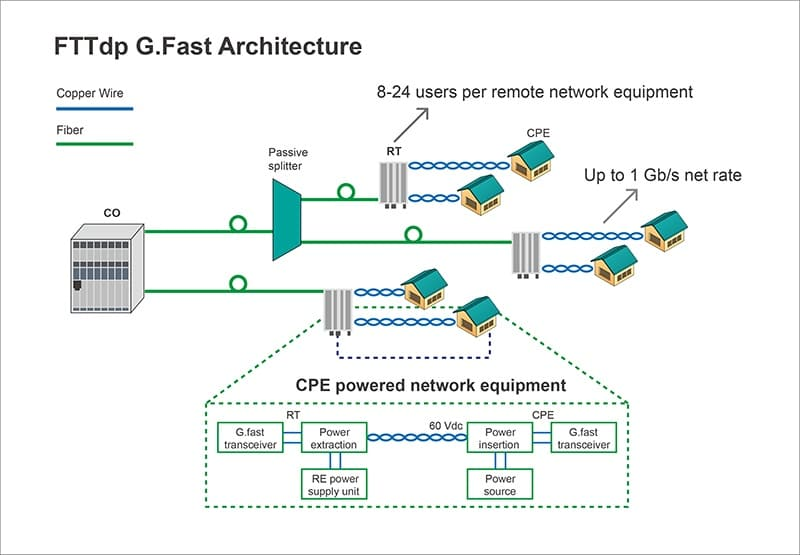 FTTdp G.Fast Architecture
Copper Wire
Fiber
8-24 users per remote network equipment
Passive
splitter
RT
CPE
Up to 1 Gb/s net rate
CO
CPE powered network equipment
RT
60 Vdc
CPE
G.fast
transceiver
Power
extraction
Power
insertion
G.fast
transceiver
RE power
supply unit
Power
source